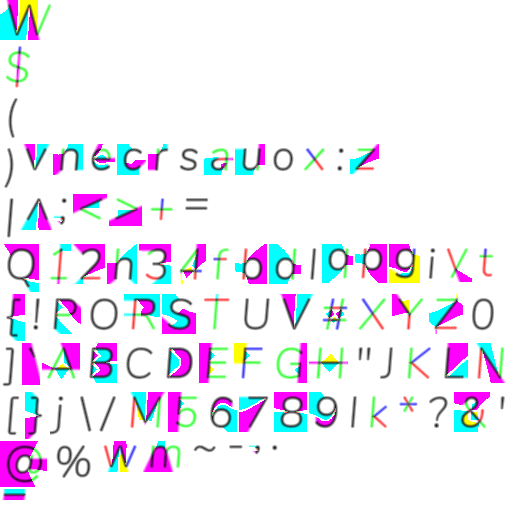 W
$
(
) v n e c r s a u o x : z
| ^ ; < > + =
Q 1 2 h 3 4 f b d l o p q g i y t
{ ! P O R S T U V # X Y Z 0
] \ A B C D E F G H " J K L N
[ } j \ / M 5 6 7 8 9 I k * ? & '
@ % w m ~ - , .
_